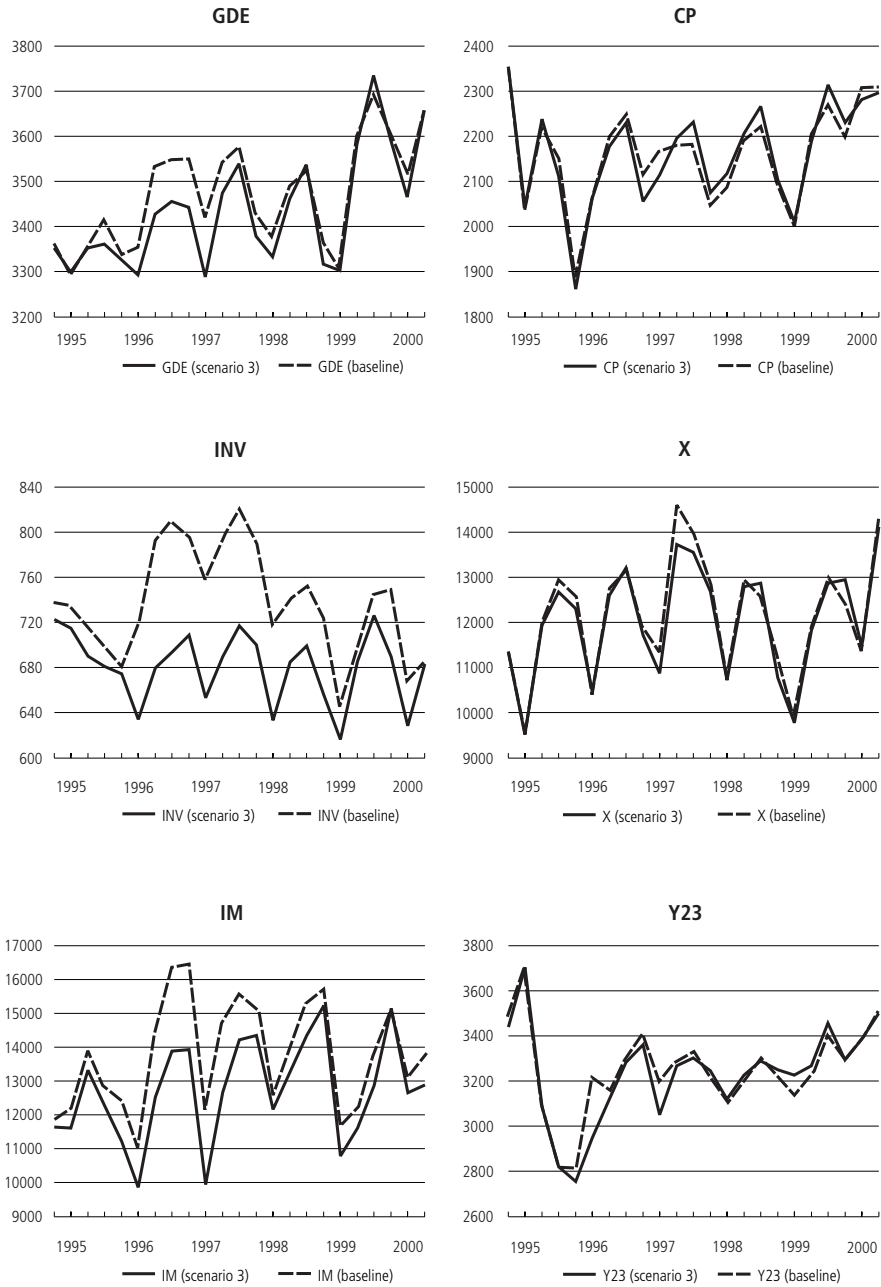 GDE
3800
3700
3600
3500
3400
3300
3200
1995 1996 1997 1998 1999 2000
GDE (scenario 3) GDE (baseline)
CP
2400
2300
2200
2100
2000
1900
1800
1995 1996 1997 1998 1999 2000
CP (scenario 3) CP (baseline)
INV
840
800
760
720
680
640
600
1995 1996 1997 1998 1999 2000
INV (scenario 3) INV (baseline)
X
15000
14000
13000
12000
11000
10000
9000
1995 1996 1997 1998 1999 2000
X (scenario 3) X (baseline)
IM
17000
16000
15000
14000
13000
12000
11000
10000
9000
1995 1996 1997 1998 1999 2000
IM (scenario 3) IM (baseline)
Y23
3800
3600
3400
3200
3000
2800
2600
1995 1996 1997 1998 1999 2000
Y23 (scenario 3) Y23 (baseline)